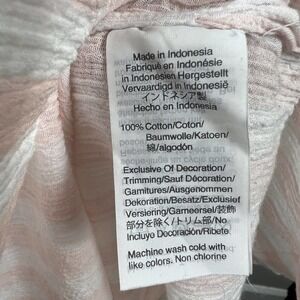 Made in Indonesia
Fabriqué en Indonésie
in Indonesien Hergestellt
Vervaardigd in Indonesië
インドネシア製
Hecho en Indonesia
100% Cotton/Coton/
Baumwolle/Katoen/
綿/algodón
Exclusive Of Decoration/
Trimming/Sauf Décoration/
Garnitures/Ausgenommen
Dekoration/Besatz/Exclusief
Versiering/Garneersel/装飾
部分を除く/トリム部/No
Incluye Decoración/Ribete
Machine wash cold with
like colors. Non chlorine